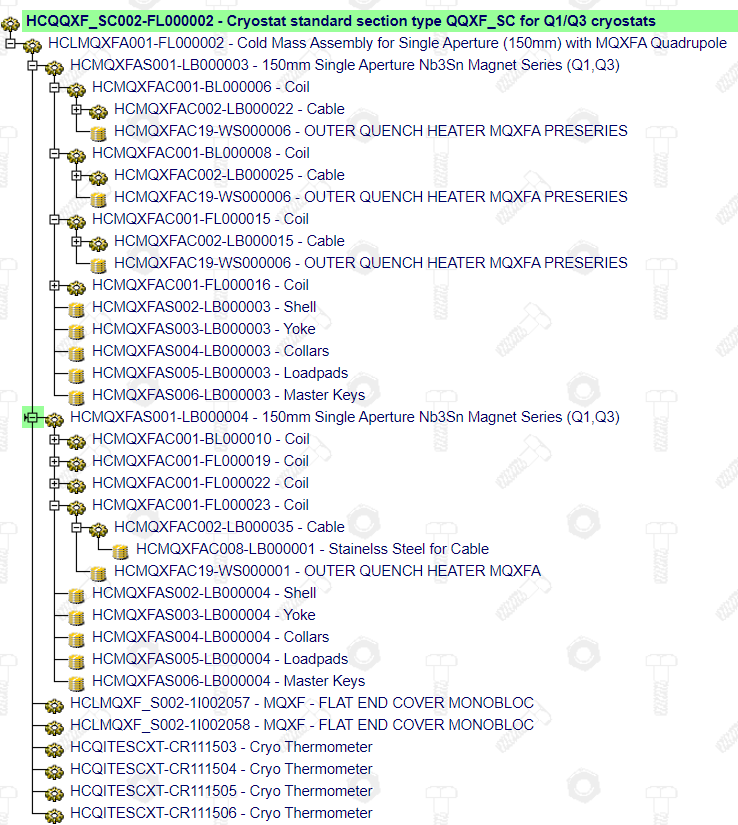 HCQQXF_SC002-FL000002 - Cryostat standard section type QQXF_SC for Q1/Q3 cryostats
HCLMQXFA001-FL000002 - Cold Mass Assembly for Single Aperture (150mm) with MQXFA Quadrupole
HCMQXFAS001-LB000003 - 150mm Single Aperture Nb3Sn Magnet Series (Q1,Q3)
HCMQXFAC001-BL000006 - Coil
HCMQXFAC002-LB000022 - Cable
HCMQXFAC19-WS000006 - OUTER QUENCH HEATER MQXFA PRESERIES
HCMQXFAC001-BL000008 - Coil
HCMQXFAC002-LB000025 - Cable
HCMQXFAC19-WS000006 - OUTER QUENCH HEATER MQXFA PRESERIES
HCMQXFAC001-FL000015 - Coil
HCMQXFAC002-LB000015 - Cable
HCMQXFAC19-WS000006 - OUTER QUENCH HEATER MQXFA PRESERIES
HCMQXFAC001-FL000016 - Coil
HCMQXFAS002-LB000003 - Shell
HCMQXFAS003-LB000003 - Yoke
HCMQXFAS004-LB000003 - Collars
HCMQXFAS005-LB000003 - Loadpads
HCMQXFAS006-LB000003 - Master Keys
HCMQXFAS001-LB000004 - 150mm Single Aperture Nb3Sn Magnet Series (Q1,Q3)
HCMQXFAC001-BL000010 - Coil
HCMQXFAC001-FL000019 - Coil
HCMQXFAC001-FL000022 - Coil
HCMQXFAC001-FL000023 - Coil
HCMQXFAC002-LB000035 - Cable
HCMQXFAC008-LB000001 - Stainelss Steel for Cable
HCMQXFAC19-WS000001 - OUTER QUENCH HEATER MQXFA
HCMQXFAS002-LB000004 - Shell
HCMQXFAS003-LB000004 - Yoke
HCMQXFAS004-LB000004 - Collars
HCMQXFAS005-LB000004 - Loadpads
HCMQXFAS006-LB000004 - Master Keys
HCLMQXF_S002-1I002057 - MQXF - FLAT END COVER MONOBLOC
HCLMQXF_S002-1I002058 - MQXF - FLAT END COVER MONOBLOC
HCQITESCXT-CR111503 - Cryo Thermometer
HCQITESCXT-CR111504 - Cryo Thermometer
HCQITESCXT-CR111505 - Cryo Thermometer
HCQITESCXT-CR111506 - Cryo Thermometer